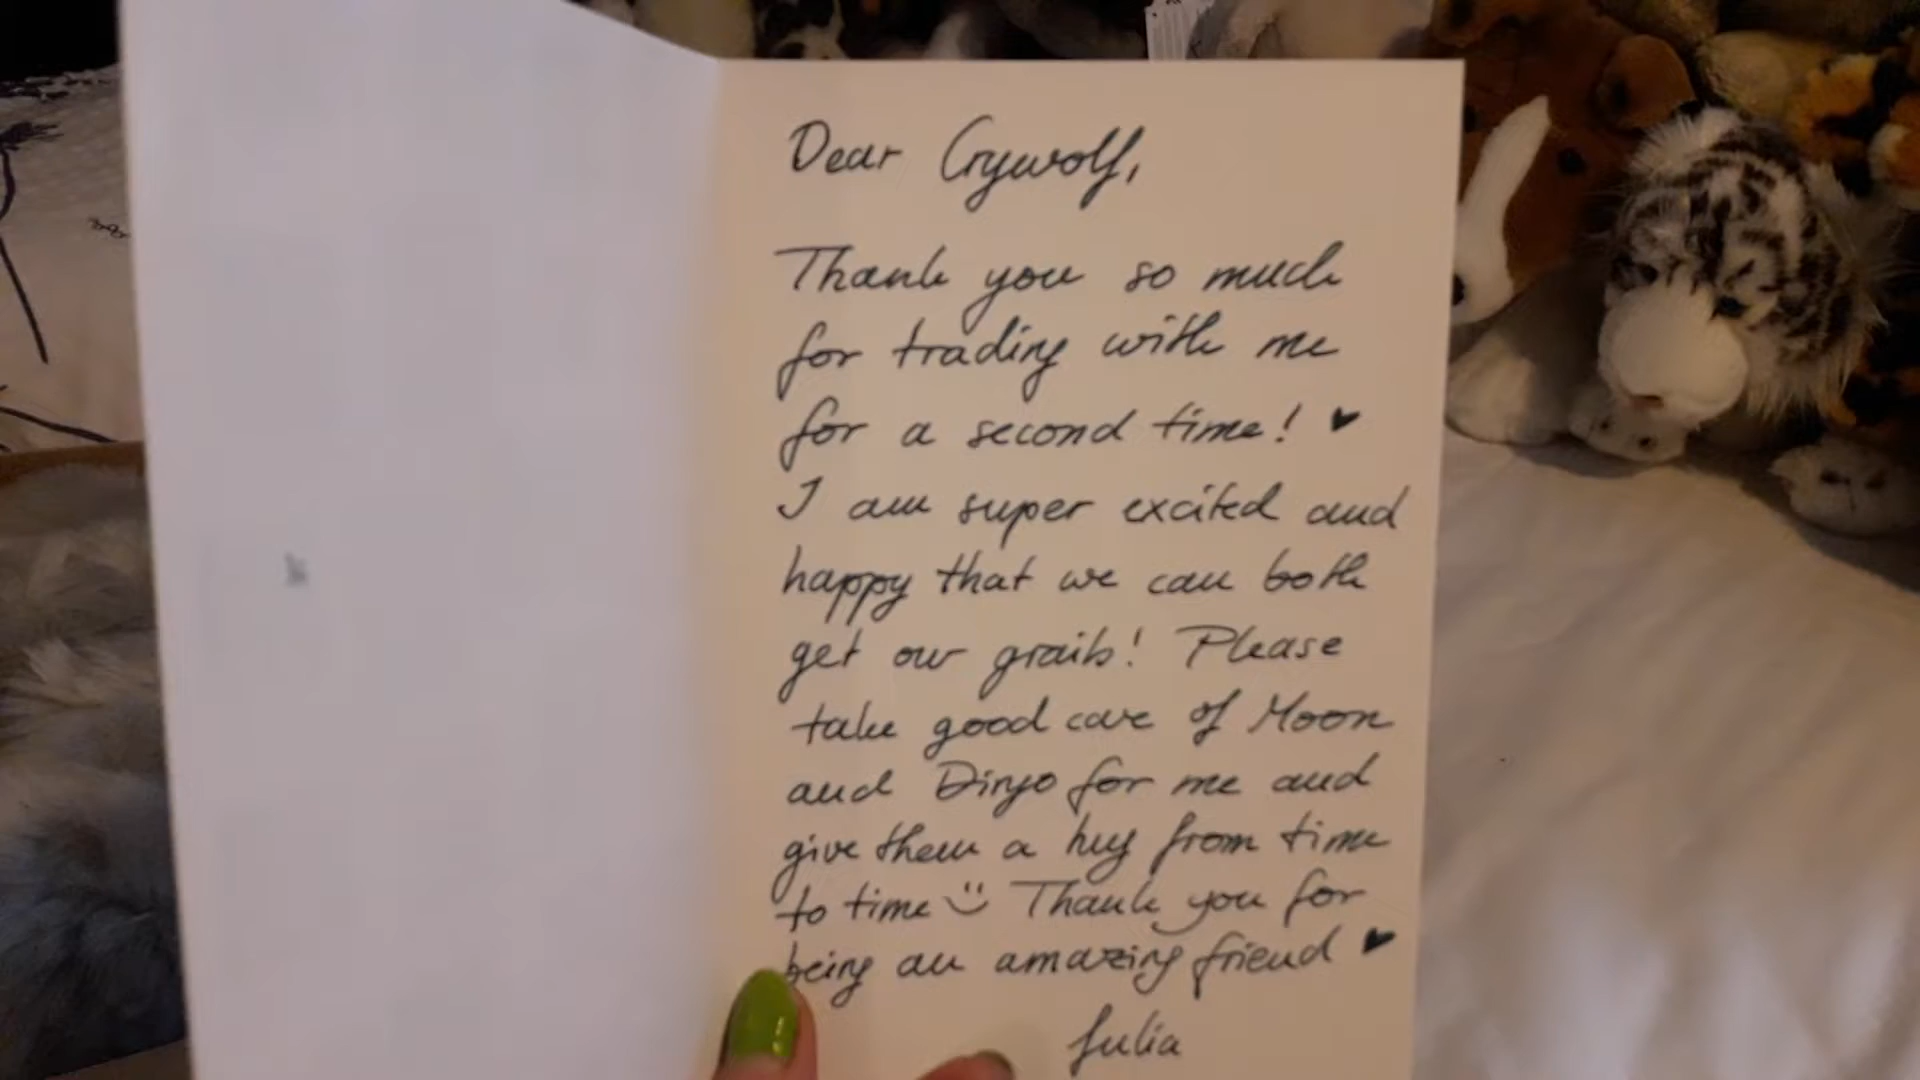 Dear Crywolf,
Thank you so much
for trading with me
for a second time! ♥
I am super excited and
happy that we can both
get our grails! Please
take good care of Moon
and Dingo for me and
give them a hug from time
to time :) Thank you for
being an amazing friend ♥
Julia